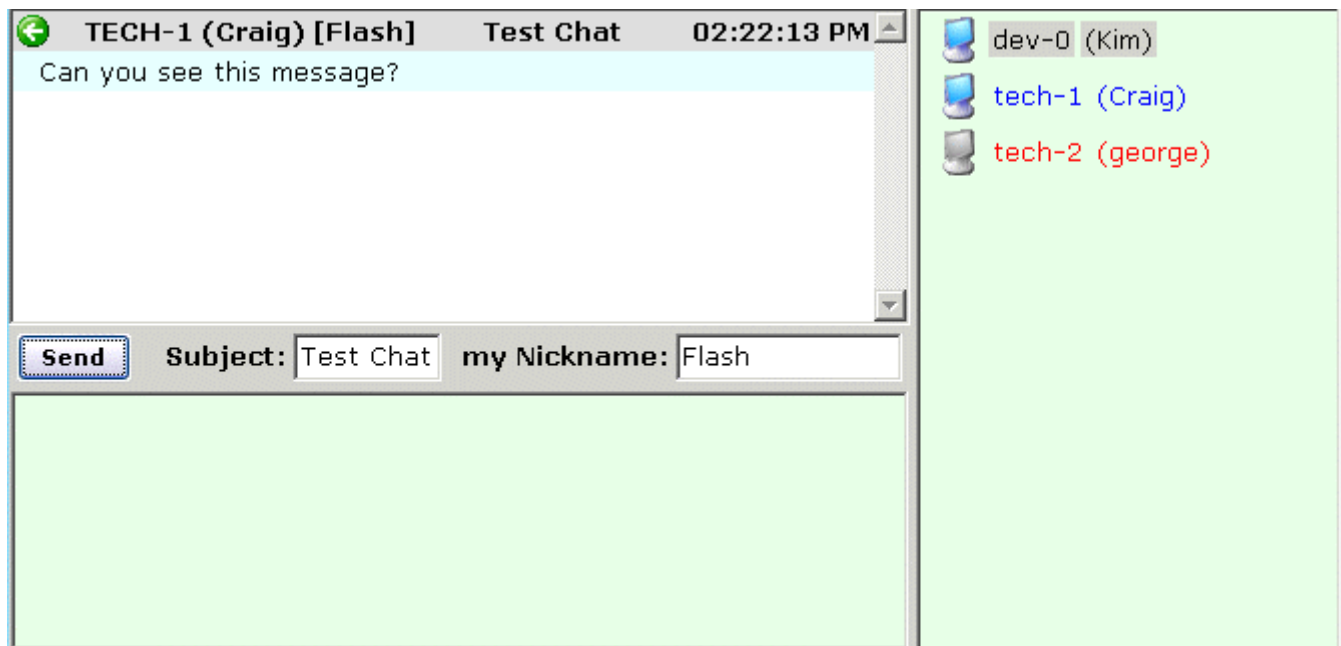 TECH-1 (Craig) [Flash] Test Chat 02:22:13 PM
Can you see this message?
Send Subject: Test Chat my Nickname: Flash
dev-0 (Kim)
tech-1 (Craig)
tech-2 (george)